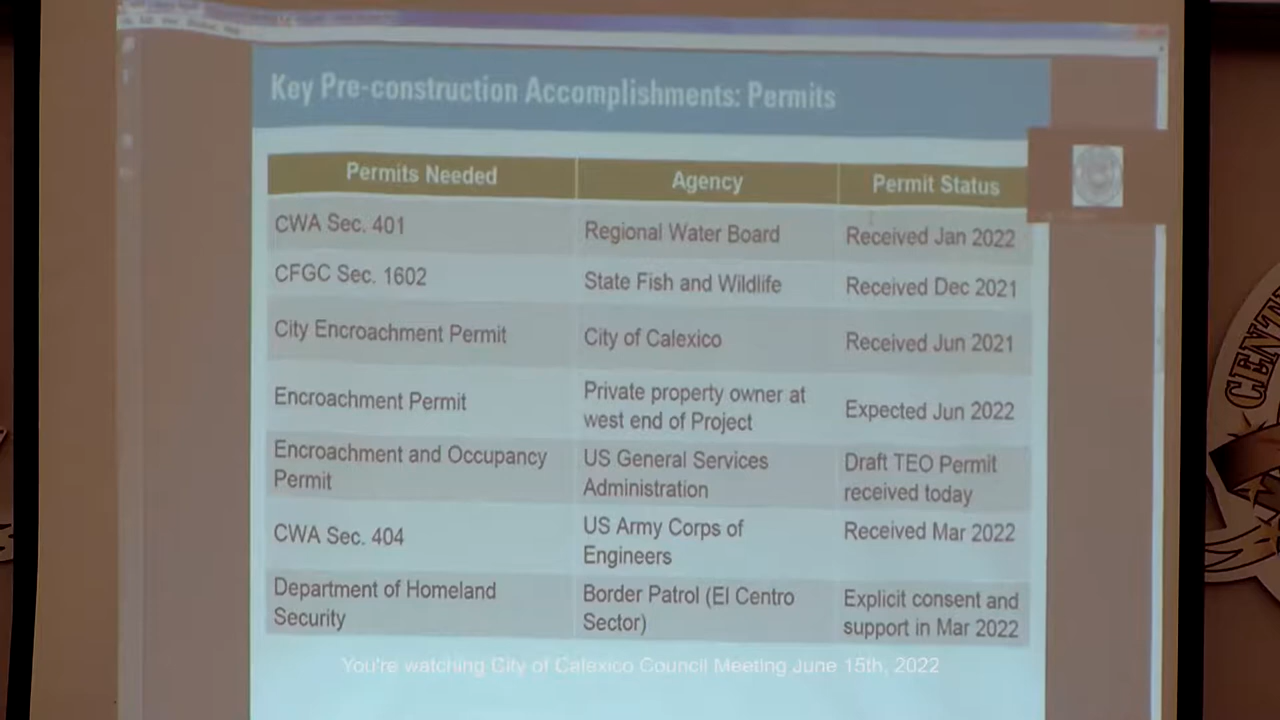 Key Pre-construction Accomplishments: Permits
Permits Needed Agency Permit Status
CWA Sec. 401 Regional Water Board Received Jan 2022
CFGC Sec. 1602 State Fish and Wildlife Received Dec 2021
City Encroachment Permit City of Calexico Received Jun 2021
Encroachment Permit Private property owner at
west end of Project Expected Jun 2022
Encroachment and Occupancy
Permit US General Services
Administration Draft TEO Permit
received today
CWA Sec. 404 US Army Corps of
Engineers Received Mar 2022
Department of Homeland
Security Border Patrol (El Centro
Sector) Explicit consent and
support in Mar 2022
You're watching City of Calexico Council Meeting June 15th, 2022